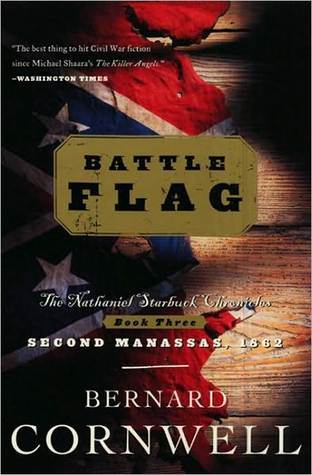 "The best thing to hit Civil War fiction
since Michael Shaara's The Killer Angels."
—WASHINGTON TIMES
BATTLE
FLAG
The Nathaniel Starbuck Chronicles
Book Three
SECOND MANASSAS, 1862
BERNARD
CORNWELL